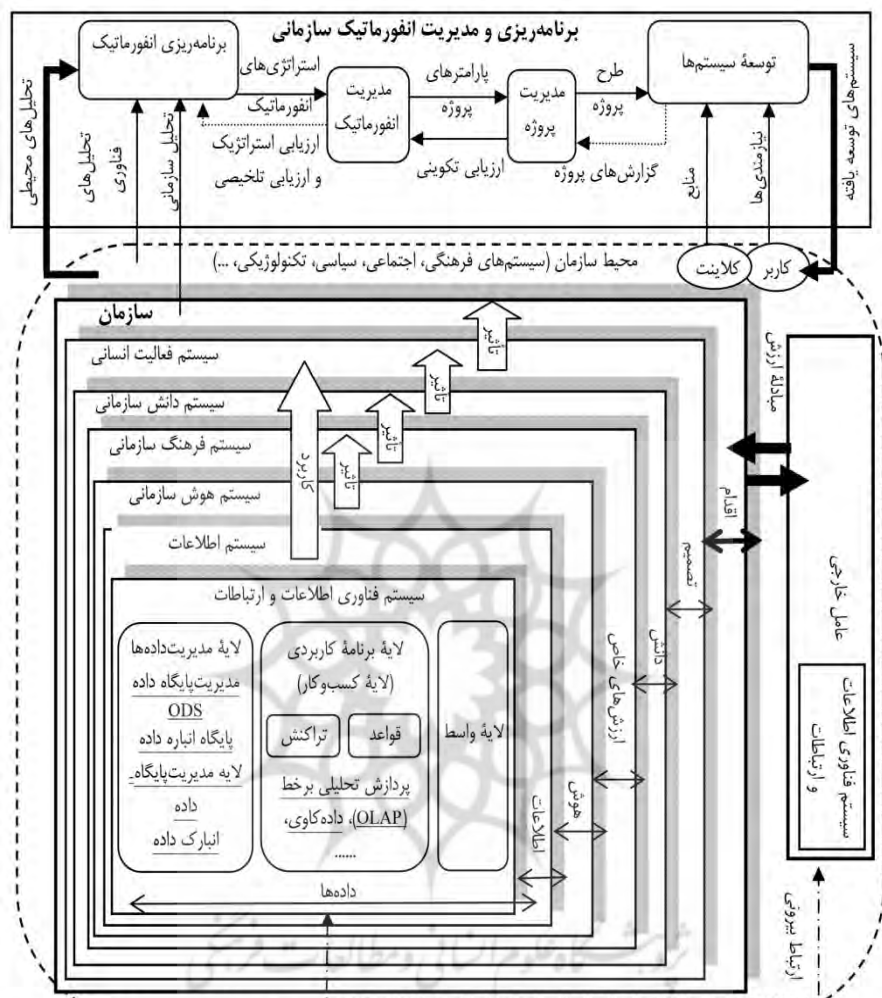 برنامه‌ریزی و مدیریت انفورماتیک سازمانی
توسعهٔ سیستم‌ها
طرح
پروژه
گزارش‌های پروژه
مدیریت
پروژه
پارامترهای
پروژه
ارزیابی تکوینی
مدیریت
انفورماتیک
استراتژی‌های
انفورماتیک
ارزیابی استراتژیک
و ارزیابی تلخیصی
برنامه‌ریزی انفورماتیک
سیستم‌های توسعه یافته
نیازمندی‌ها
منابع
تحلیل سازمانی
تحلیل‌های
فناوری
تحلیل‌های محیطی
کاربر
کلاینت
محیط سازمان (سیستم‌های فرهنگی، اجتماعی، سیاسی، تکنولوژیکی، ...)
سازمان
تأثیر
سیستم فعالیت انسانی
تأثیر
سیستم دانش سازمانی
تأثیر
سیستم فرهنگ سازمانی
تأثیر
کاربرد
سیستم هوش سازمانی
سیستم اطلاعات
سیستم فناوری اطلاعات و ارتباطات
لایهٔ واسط
لایهٔ برنامهٔ کاربردی
(لایهٔ کسب‌وکار)
قواعد
تراکنش
پردازش تحلیلی برخط
(OLAP)، داده‌کاوی،
......
لایهٔ مدیریت‌داده‌ها
مدیریت‌پایگاه داده
ODS
پایگاه انباره داده
لایه مدیریت‌پایگاه-
داده
انبارک داده
داده‌ها
اطلاعات
هوش
ارزش‌های خاص
دانش
تصمیم
اقدام
مبادلهٔ ارزش
عامل خارجی
سیستم فناوری اطلاعات
و ارتباطات
ارتباط بیرونی
پژوهشگاه علوم انسانی و مطالعات فرهنگی